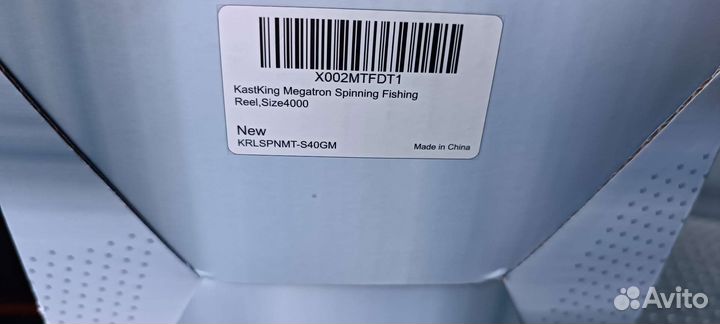 X002MTFDT1
KastKing Megatron Spinning Fishing
Reel,Size4000
New
KRLSPNMT-S40GM
Made in China
Avito